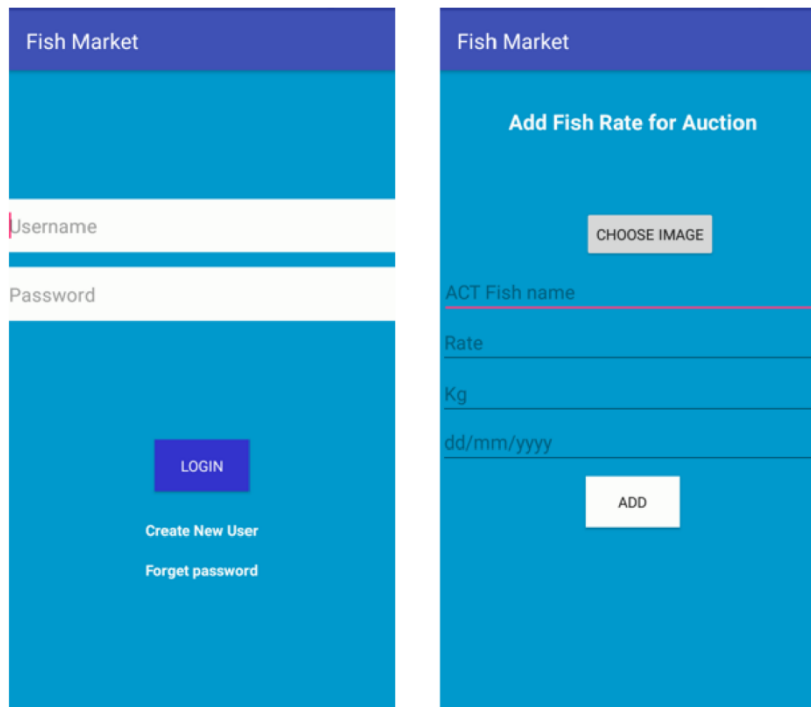 Fish Market
Username
Password
LOGIN
Create New User
Forget password
Fish Market
Add Fish Rate for Auction
CHOOSE IMAGE
ACT Fish name
Rate
Kg
dd/mm/yyyy
ADD